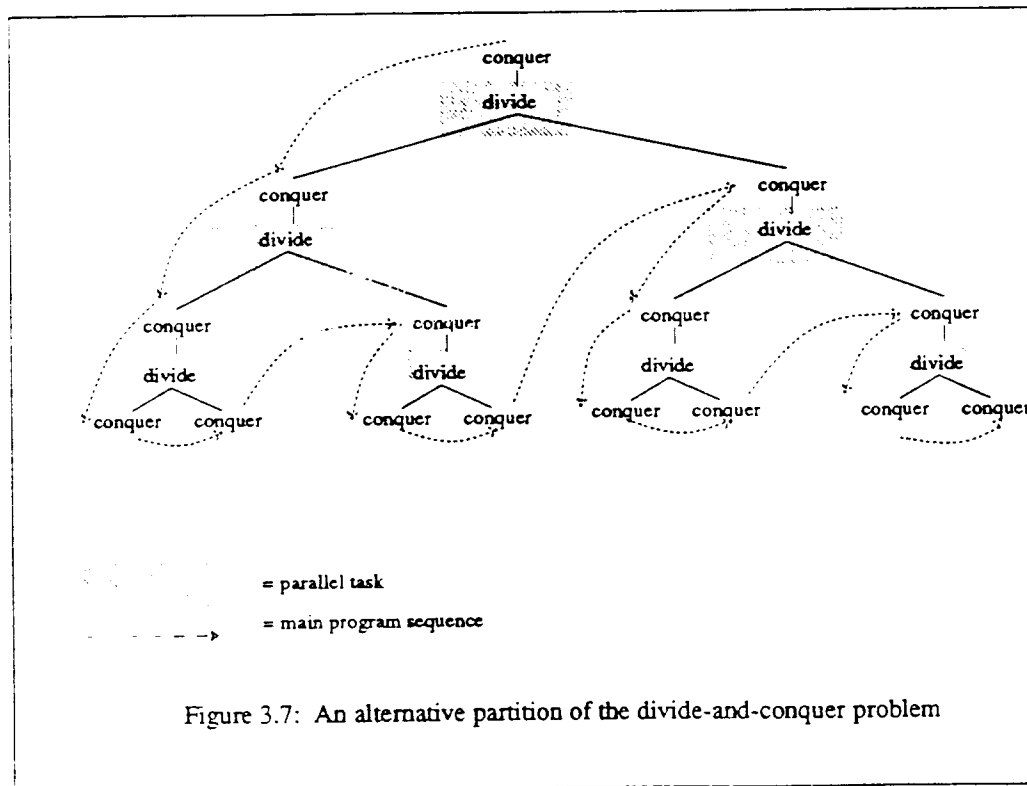 conquer
divide
conquer
conquer
divide
divide
conquer
conquer
conquer
conquer
divide
divide
divide
divide
conquer
conquer
conquer
conquer
conquer
conquer
conquer
conquer
= parallel task
= main program sequence
Figure 3.7: An alternative partition of the divide-and-conquer problem